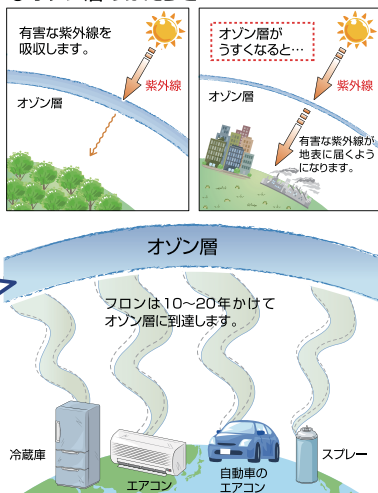 有害な紫外線を
吸収します。
紫外線
オゾン層
オゾン層が
うすくなると…
紫外線
オゾン層
有害な紫外線が
地表に届くよう
になります。
オゾン層
フロンは10〜20年かけて
オゾン層に到達します。
冷蔵庫
エアコン
自動車の
エアコン
スプレー